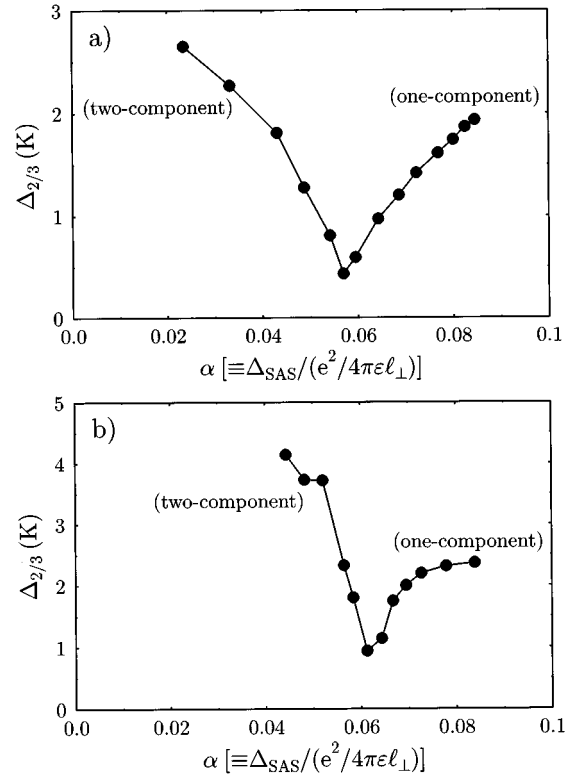 a)
3
2
1
0
Δ2/3 (K)
(two-component)
(one-component)
0.0 0.02 0.04 0.06 0.08 0.1
α [≡ΔSAS/(e²/4πεℓ⊥)]
b)
5
4
3
2
1
0
Δ2/3 (K)
(two-component)
(one-component)
0.0 0.02 0.04 0.06 0.08 0.1
α [≡ΔSAS/(e²/4πεℓ⊥)]